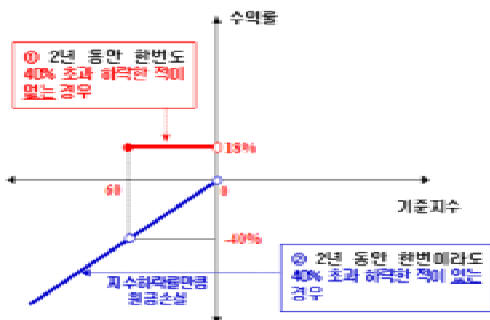 수익률
① 2년 동안 한번도
40% 초과 하락한 적이
없는 경우
60
0
기준지수
-40%
② 2년 동안 한번이라도
40% 초과 하락한 적이 있는
경우
지수하락률만큼
원금손실